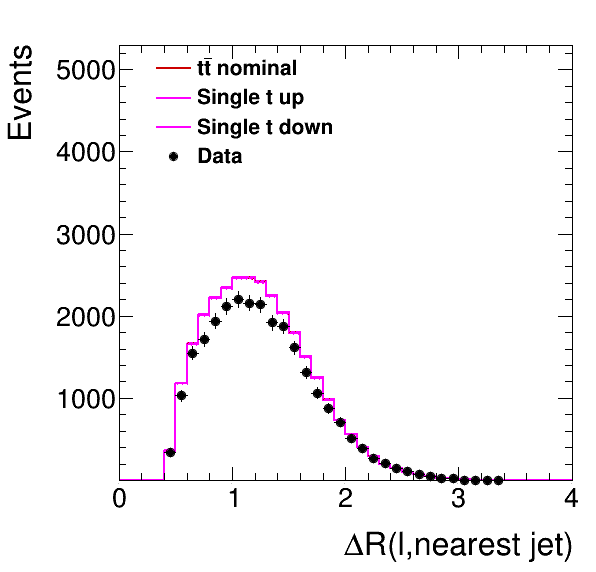 Events
5000
4000
3000
2000
1000
tt̄ nominal
Single t up
Single t down
Data
0 1 2 3 4
ΔR(l,nearest jet)